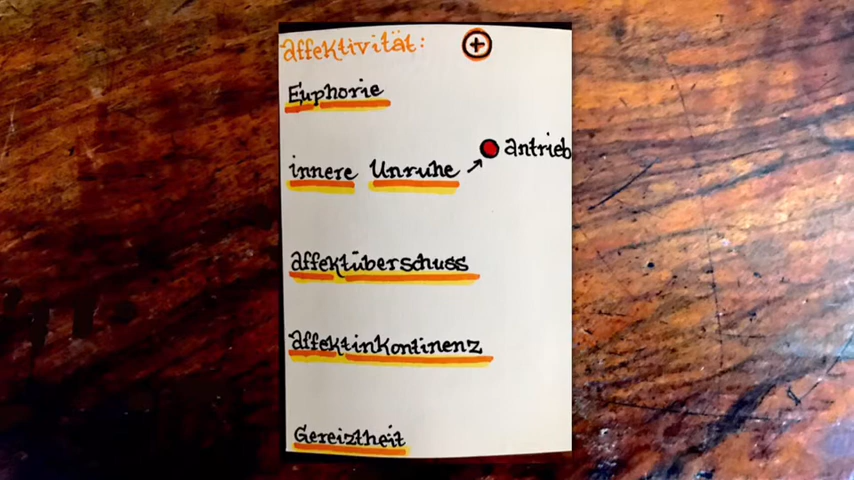 affektivität: ⊕
Euphorie
innere Unruhe ↗ antrieb
affektüberschuss
affektinkontinenz
Gereiztheit